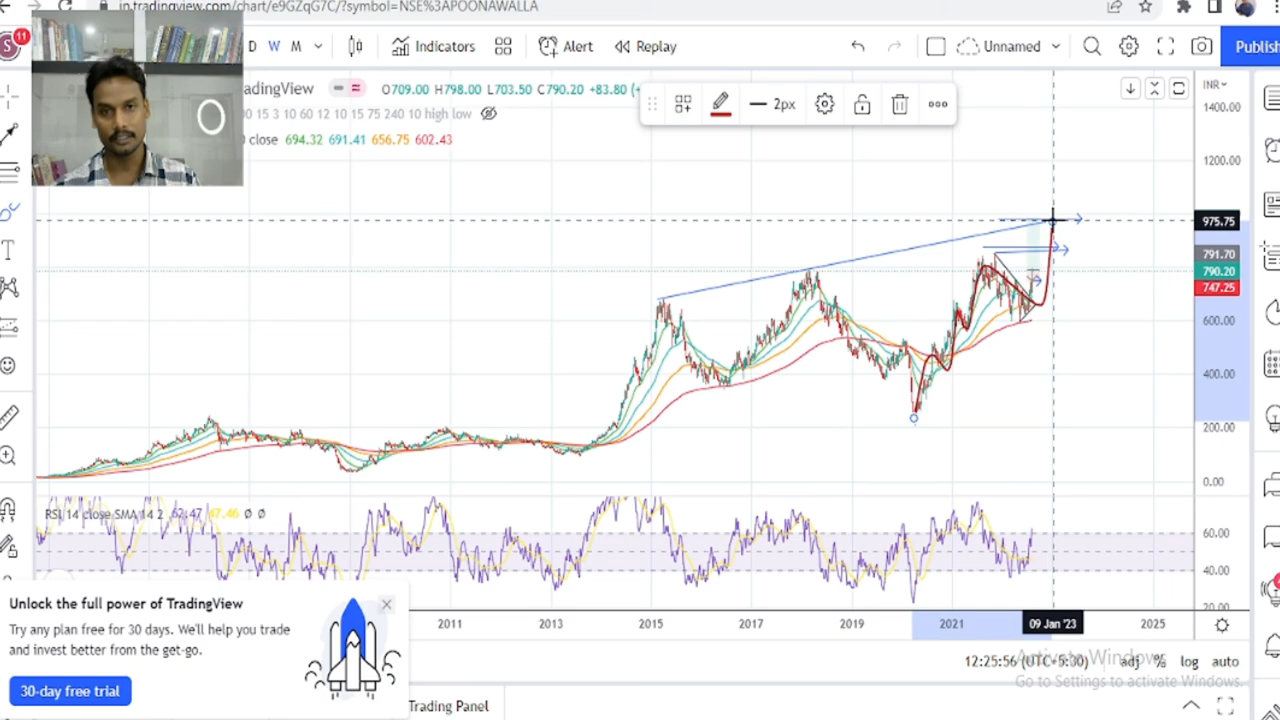 in.tradingview.com/chart/e9GZqG7C/?symbol=NSE%3APOONAWALLA
S 11 D W M Indicators Alert Replay Unnamed Publish
adingView O709.00 H798.00 L703.50 C790.20 +83.80 (+
2px
INR
10 15 3 10 60 12 10 15 75 240 10 high low
close 694.32 691.41 656.75 602.43
1400.00
1200.00
975.75
791.70
790.20
747.25
600.00
400.00
200.00
0.00
RSI 14 close SMA 14 2 62.47 47.46 Ø Ø
60.00
40.00
20.00
2011 2013 2015 2017 2019 2021 09 Jan '23 2025
Unlock the full power of TradingView
Try any plan free for 30 days. We'll help you trade
and invest better from the get-go.
30-day free trial
12:25:56 (UTC+5:30) adj % log auto
Activate Windows
Go to Settings to activate Windows.
Trading Panel